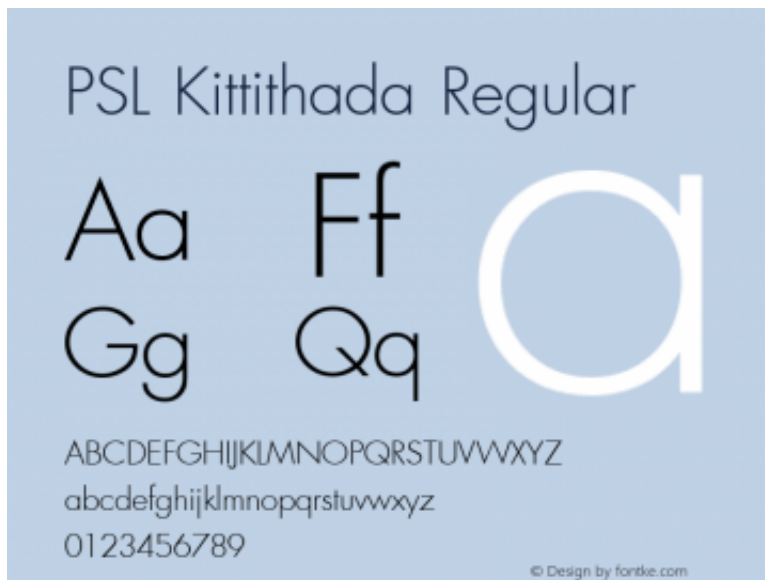 PSL Kittithada Regular
Aa Ff
a
Gg Qq
ABCDEFGHIJKLMNOPQRSTUVWXYZ
abcdefghijklmnopqrstuvwxyz
0123456789
© Design by fontke.com